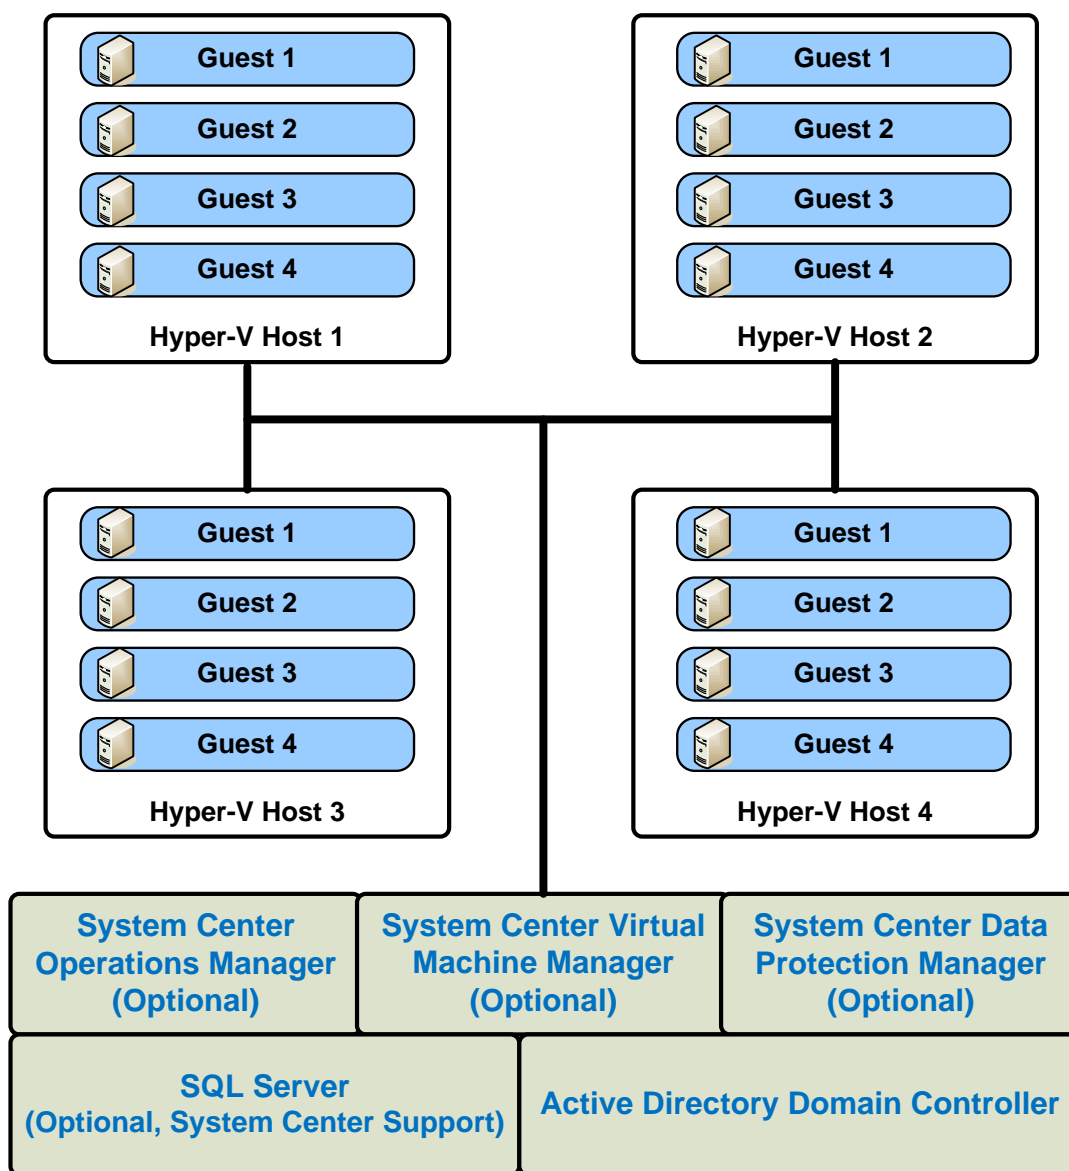 Guest 1
Guest 2
Guest 3
Guest 4
Hyper-V Host 1
Guest 1
Guest 2
Guest 3
Guest 4
Hyper-V Host 2
Guest 1
Guest 2
Guest 3
Guest 4
Hyper-V Host 3
Guest 1
Guest 2
Guest 3
Guest 4
Hyper-V Host 4
System Center
Operations Manager
(Optional)
System Center Virtual
Machine Manager
(Optional)
System Center Data
Protection Manager
(Optional)
SQL Server
(Optional, System Center Support)
Active Directory Domain Controller